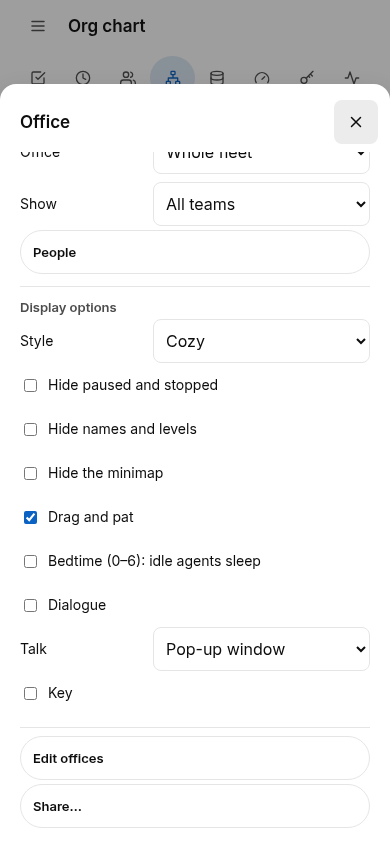 Org chart
Office
Office Whole fleet
Show All teams
People
Display options
Style Cozy
Hide paused and stopped
Hide names and levels
Hide the minimap
Drag and pat
Bedtime (0–6): idle agents sleep
Dialogue
Talk Pop-up window
Key
Edit offices
Share...